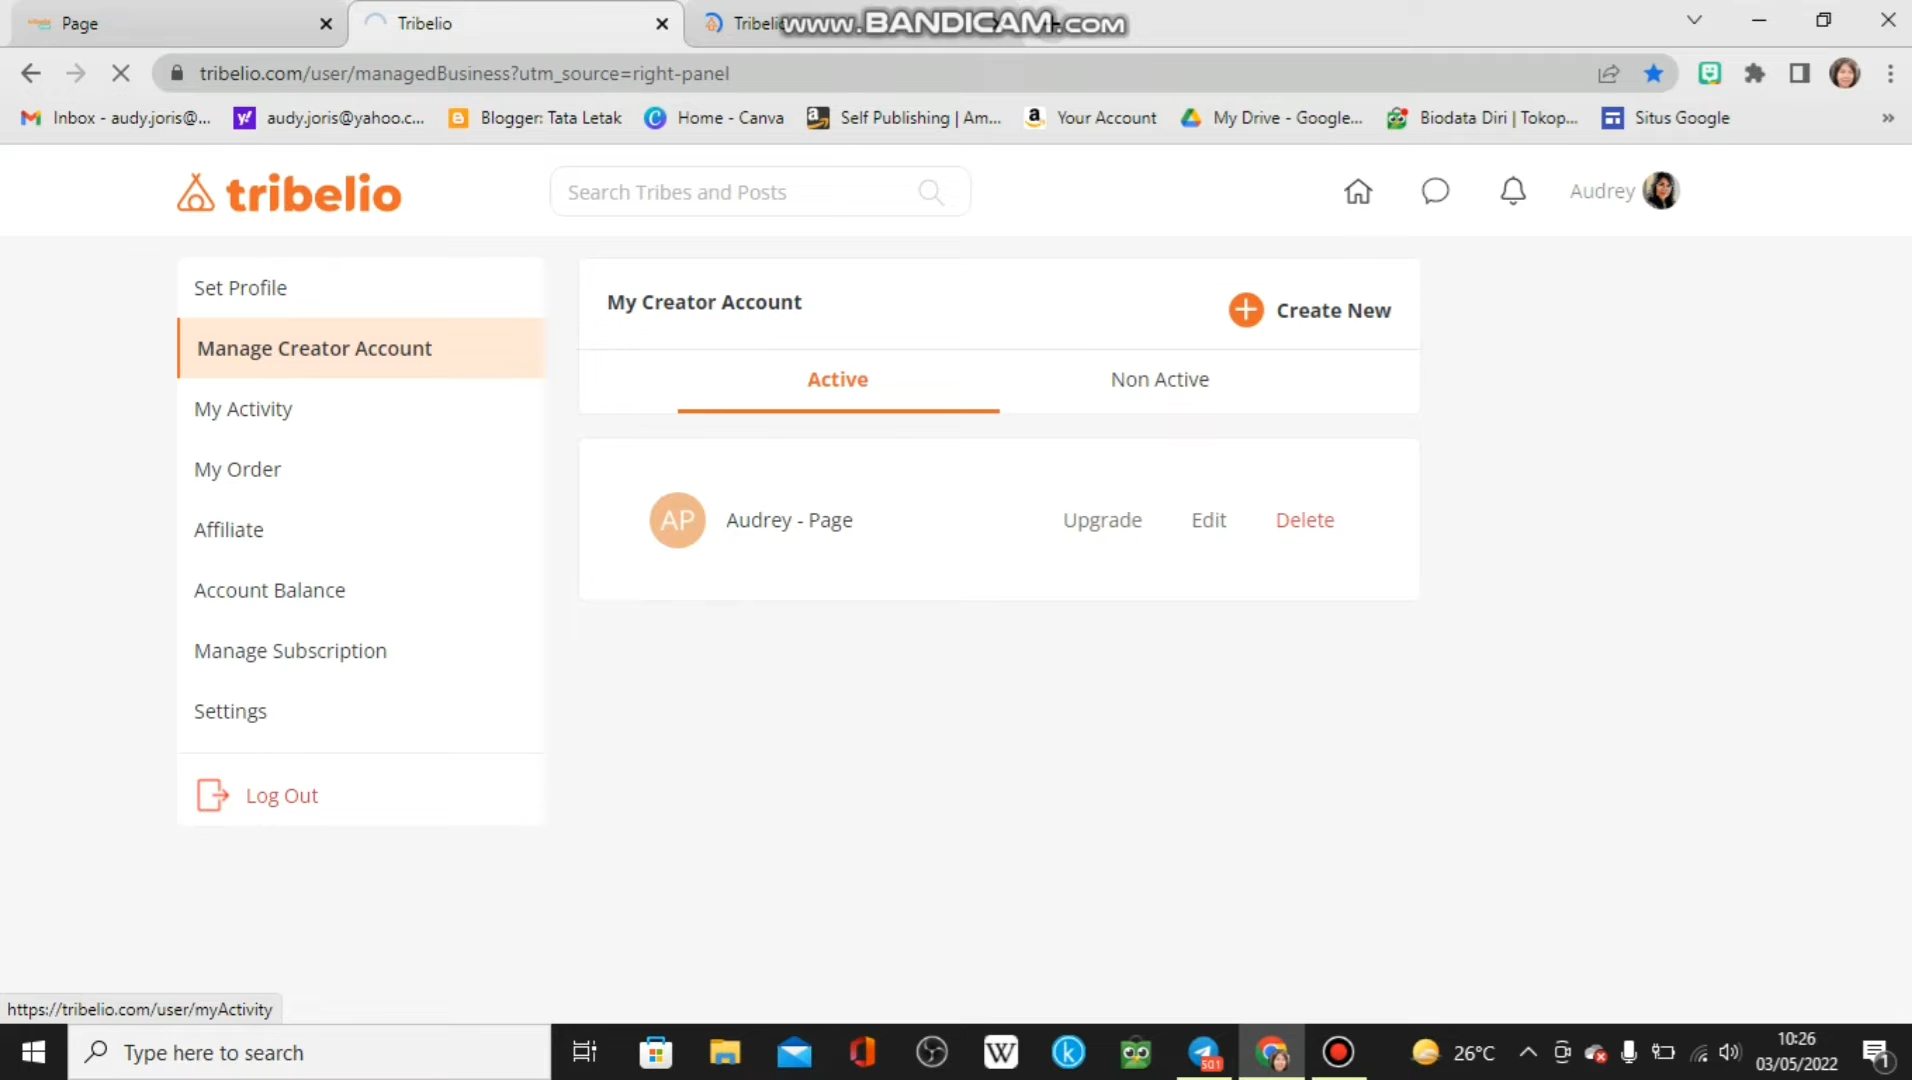 Page
Tribelio
Tribeli
www.BANDICAM.com
tribelio.com/user/managedBusiness?utm_source=right-panel
Inbox - audy.joris@...
audy.joris@yahoo.c...
Blogger: Tata Letak
Home - Canva
Self Publishing | Am...
Your Account
My Drive - Google...
Biodata Diri | Tokop...
Situs Google
»
tribelio
Search Tribes and Posts
Audrey
Set Profile
Manage Creator Account
My Activity
My Order
Affiliate
Account Balance
Manage Subscription
Settings
Log Out
My Creator Account
Create New
Active
Non Active
AP
Audrey - Page
Upgrade
Edit
Delete
https://tribelio.com/user/myActivity
Type here to search
W
k
501
26°C
10:26
03/05/2022
1